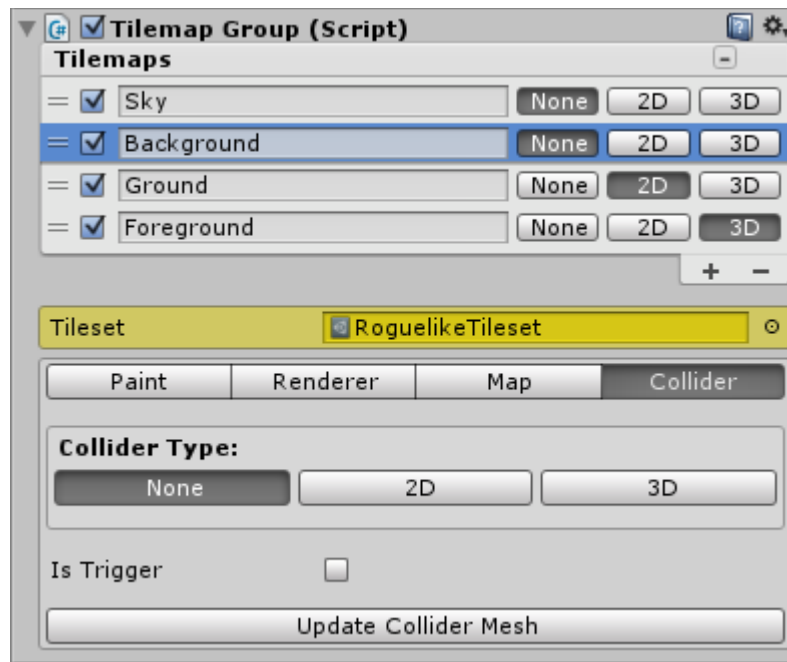 Tilemap Group (Script)
Tilemaps
Sky None 2D 3D
Background None 2D 3D
Ground None 2D 3D
Foreground None 2D 3D
Tileset RoguelikeTileset
Paint Renderer Map Collider
Collider Type:
None 2D 3D
Is Trigger
Update Collider Mesh